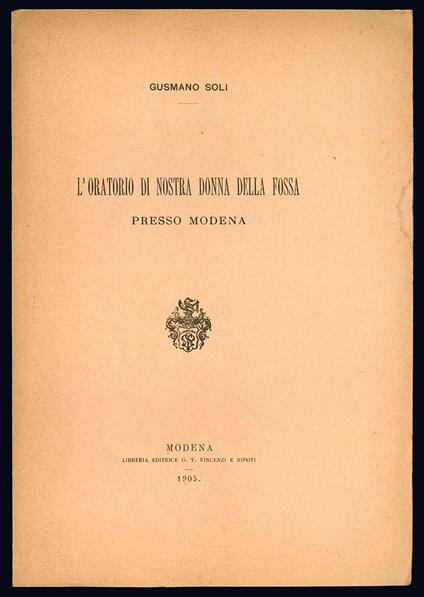 GUSMANO SOLI
L'ORATORIO DI NOSTRA DONNA DELLA FOSSA
PRESSO MODENA
MODENA
LIBRERIA EDITRICE G. T. VINCENZI E NIPOTI
1905.